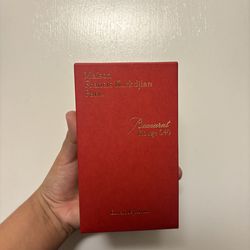 Maison
Francis Kurkdjian
Paris
Baccarat
Rouge 540